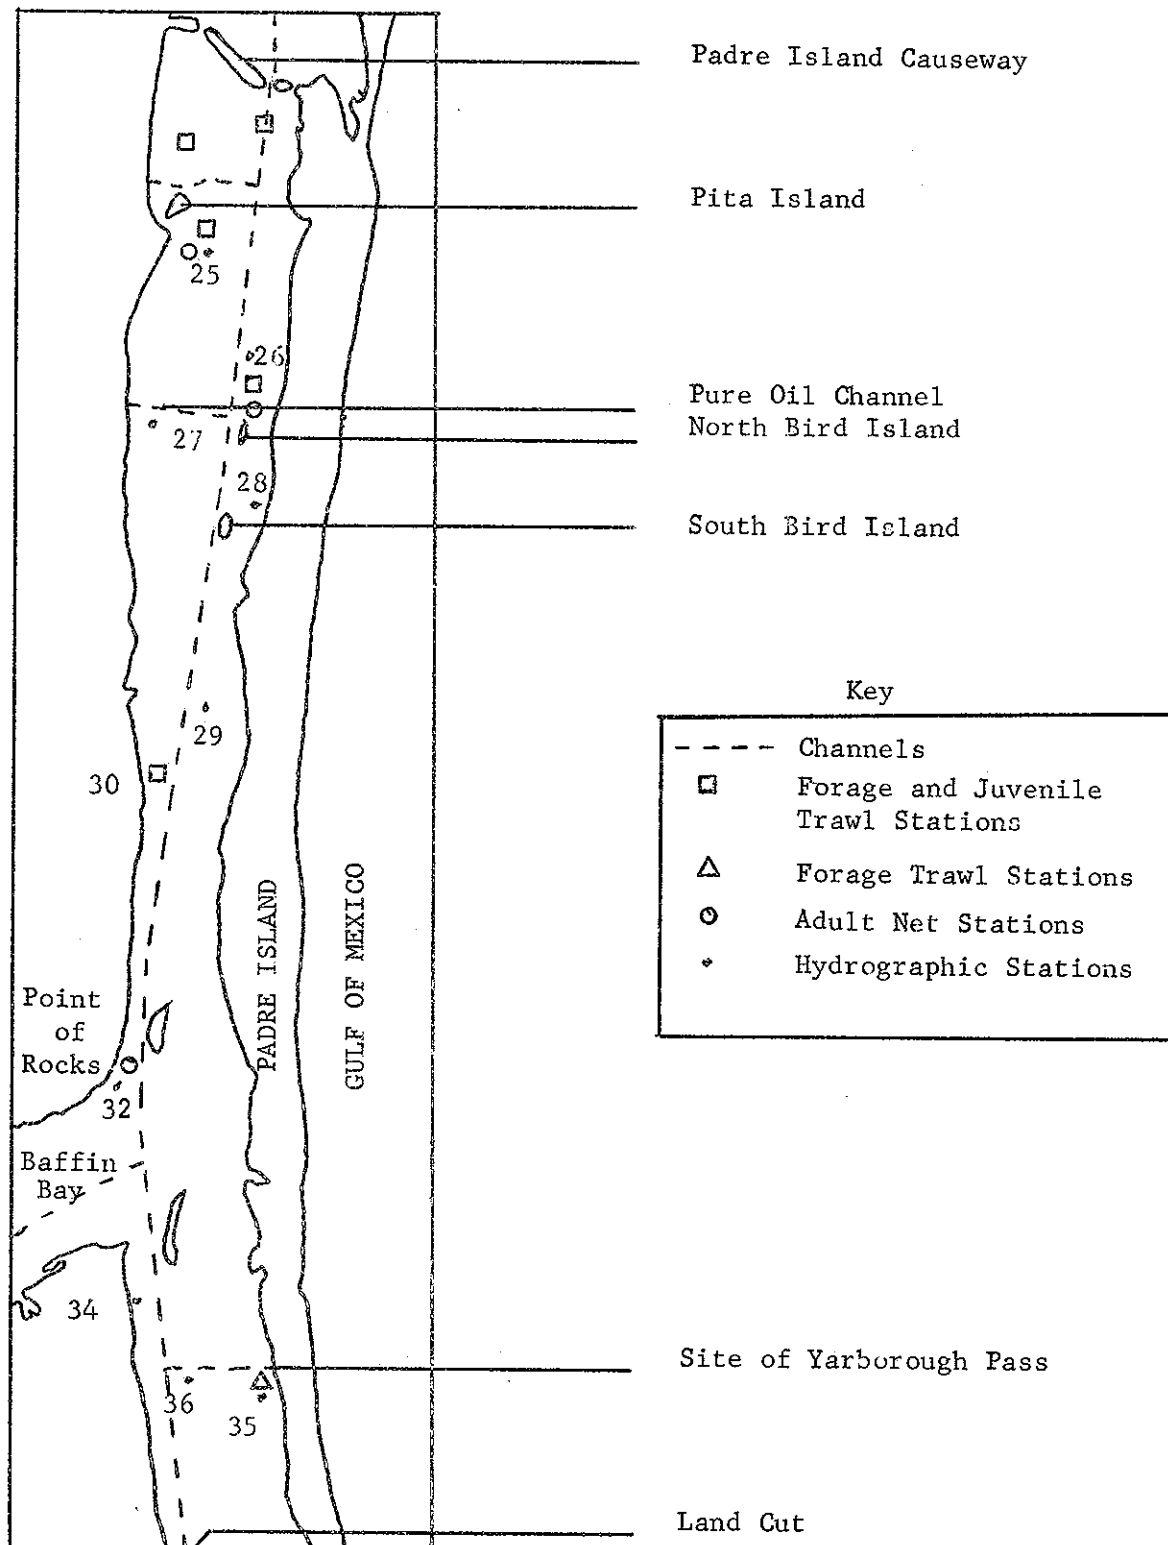 Padre Island Causeway
Pita Island
25
26
Pure Oil Channel
27
North Bird Island
28
South Bird Island
29
30
Key
Channels
Forage and Juvenile
Trawl Stations
Forage Trawl Stations
Adult Net Stations
Hydrographic Stations
PADRE ISLAND
GULF OF MEXICO
Point
of
Rocks
32
Baffin
Bay
34
Site of Yarborough Pass
36
35
Land Cut